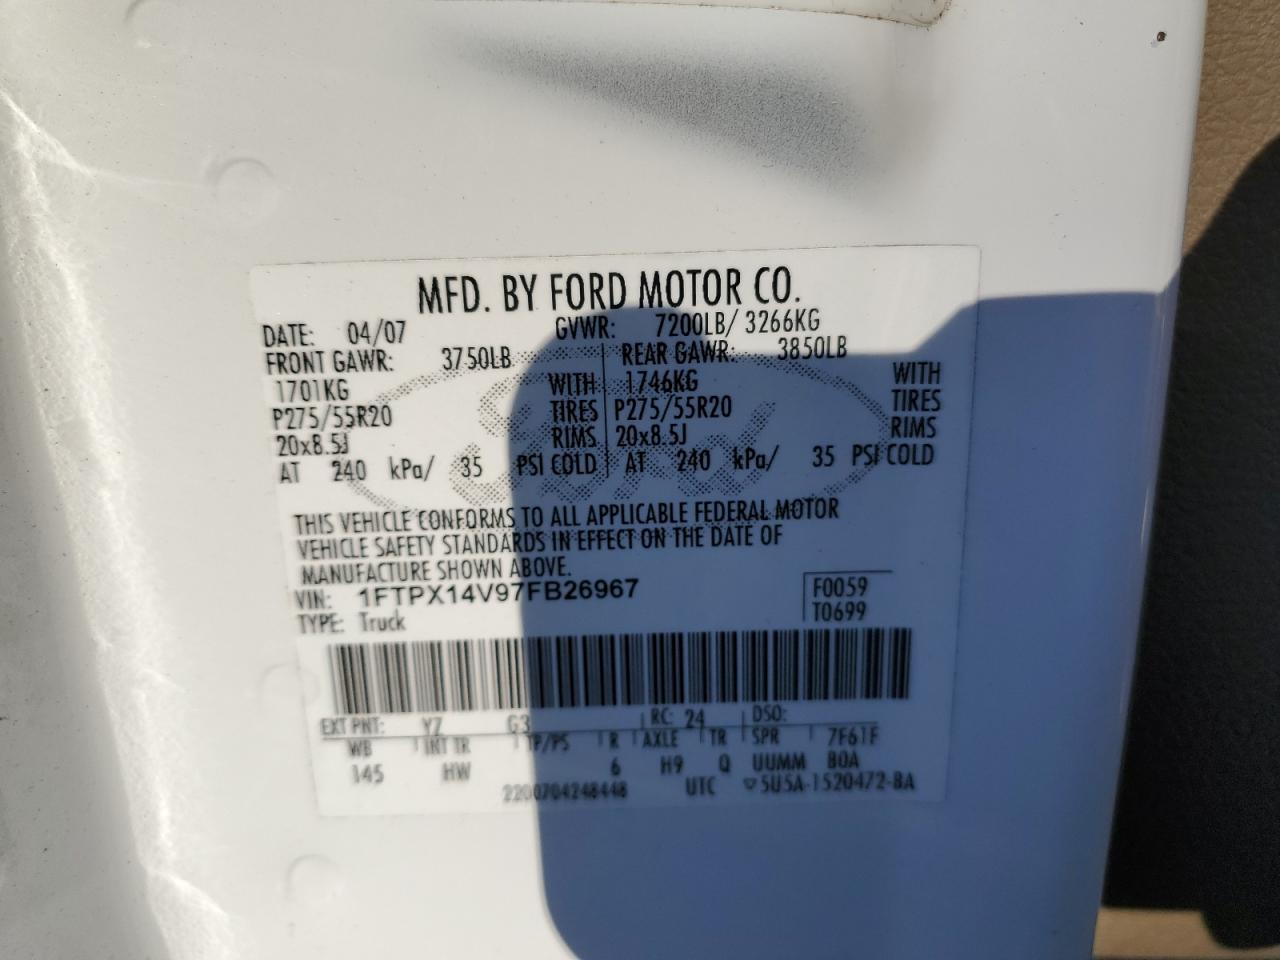 MFD. BY FORD MOTOR CO.
DATE: 04/07 GVWR: 7200LB/ 3266KG
FRONT GAWR: 3750LB REAR GAWR: 3850LB
1701KG WITH 1746KG WITH
P275/55R20 TIRES P275/55R20 TIRES
20x8.5J RIMS 20x8.5J RIMS
AT 240 kPa/ 35 PSI COLD AT 240 kPa/ 35 PSI COLD
THIS VEHICLE CONFORMS TO ALL APPLICABLE FEDERAL MOTOR
VEHICLE SAFETY STANDARDS IN EFFECT ON THE DATE OF
MANUFACTURE SHOWN ABOVE.
VIN: 1FTPX14V97FB26967 F0059
TYPE: Truck T0699
EXT PNT: YZ G3 RC: 24 DSO:
WB INT TR TP/PS R AXLE TR SPR 7F61F
145 HW 6 H9 Q UUMM BOA
2200704248448 UTC ▽5U5A-1520472-BA